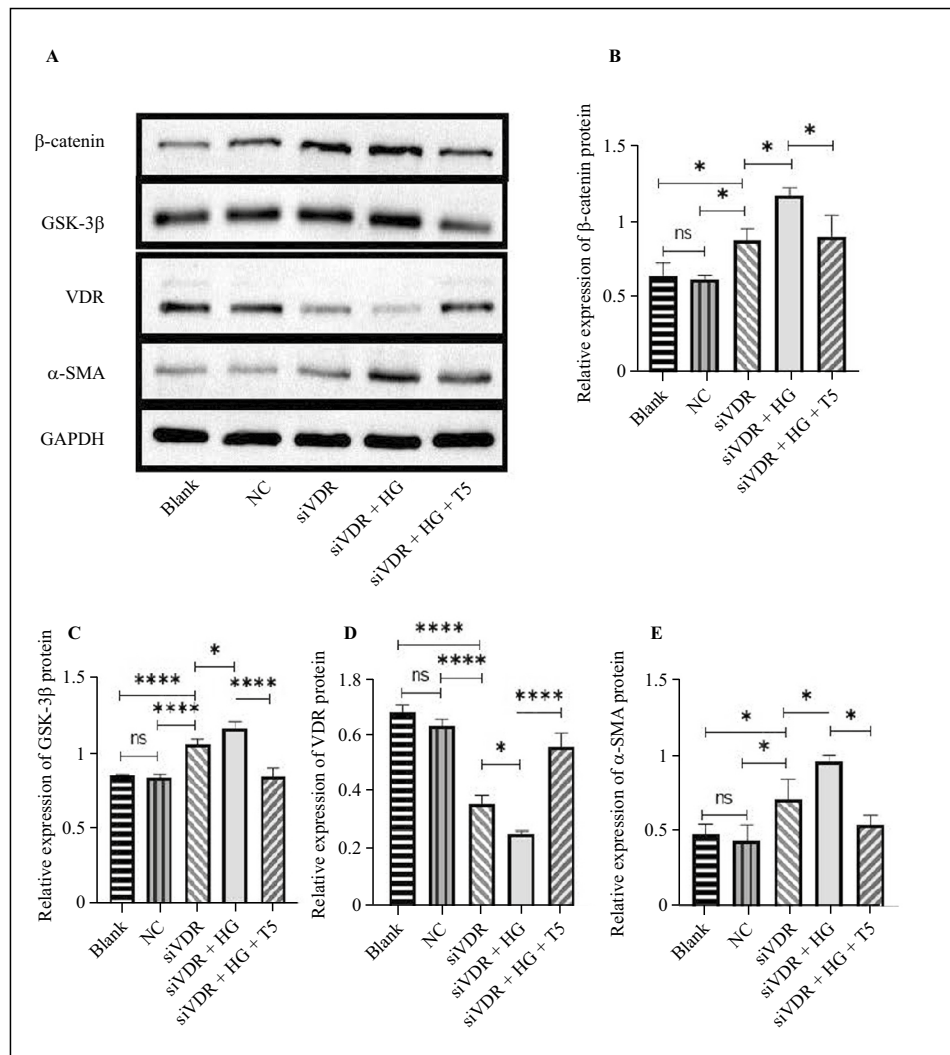 A
β-catenin
GSK-3β
VDR
α-SMA
GAPDH
Blank
NC
siVDR
siVDR + HG
siVDR + HG + T5
B
Relative expression of β-catenin protein
1.5
1
0.5
0
ns
*
*
*
*
Blank
NC
siVDR
siVDR + HG
siVDR + HG + T5
C
Relative expression of GSK-3β protein
1.5
1
0.5
0
ns
****
****
*
****
Blank
NC
siVDR
siVDR + HG
siVDR + HG + T5
D
Relative expression of VDR protein
1.8
0.6
0.4
0.2
ns
****
****
*
****
Blank
NC
siVDR
siVDR + HG
siVDR + HG + T5
E
Relative expression of α-SMA protein
1.5
1
0.5
0
ns
*
*
*
*
Blank
NC
siVDR
siVDR + HG
siVDR + HG + T5